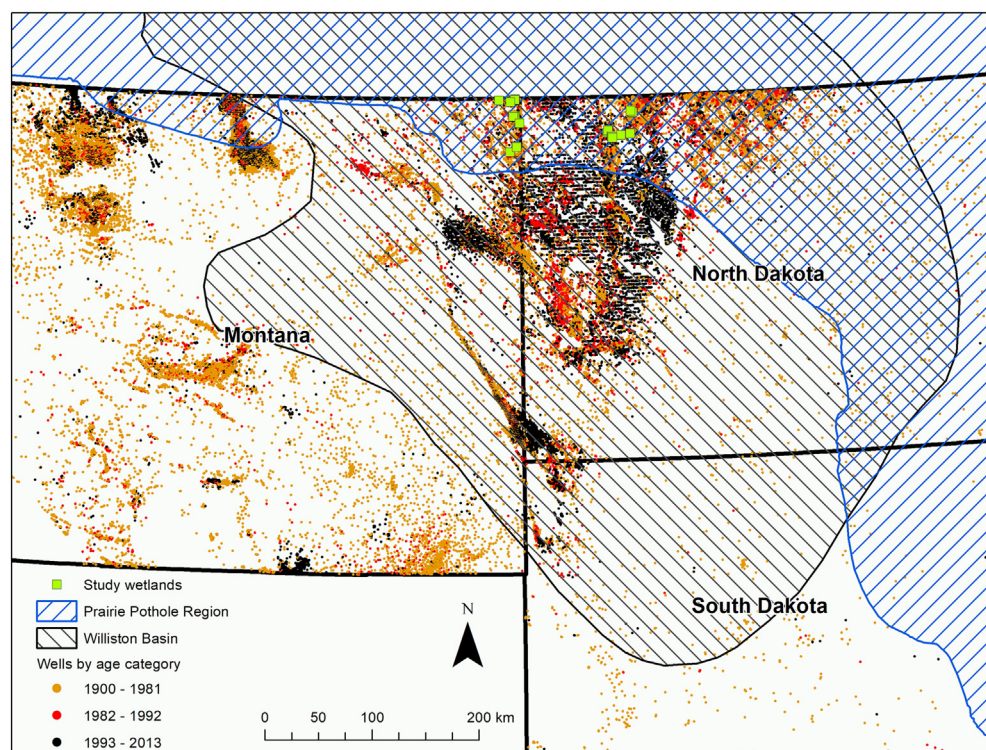 North Dakota
Montana
South Dakota
Study wetlands
Prairie Pothole Region
Williston Basin
Wells by age category
1900 - 1981
1982 - 1992
1993 - 2013
N
0 50 100 200 km